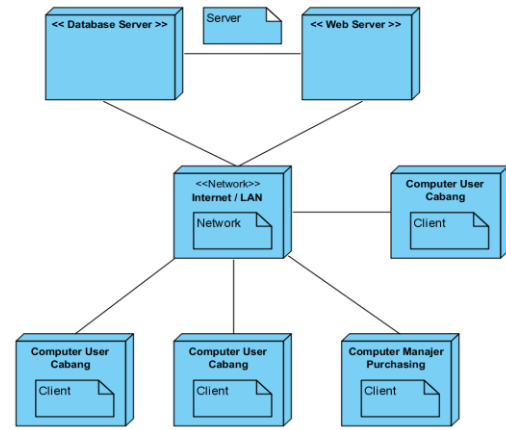 << Database Server >>
Server
<< Web Server >>
<<Network>>
Internet / LAN
Network
Computer User
Cabang
Client
Computer User
Cabang
Client
Computer User
Cabang
Client
Computer Manajer
Purchasing
Client